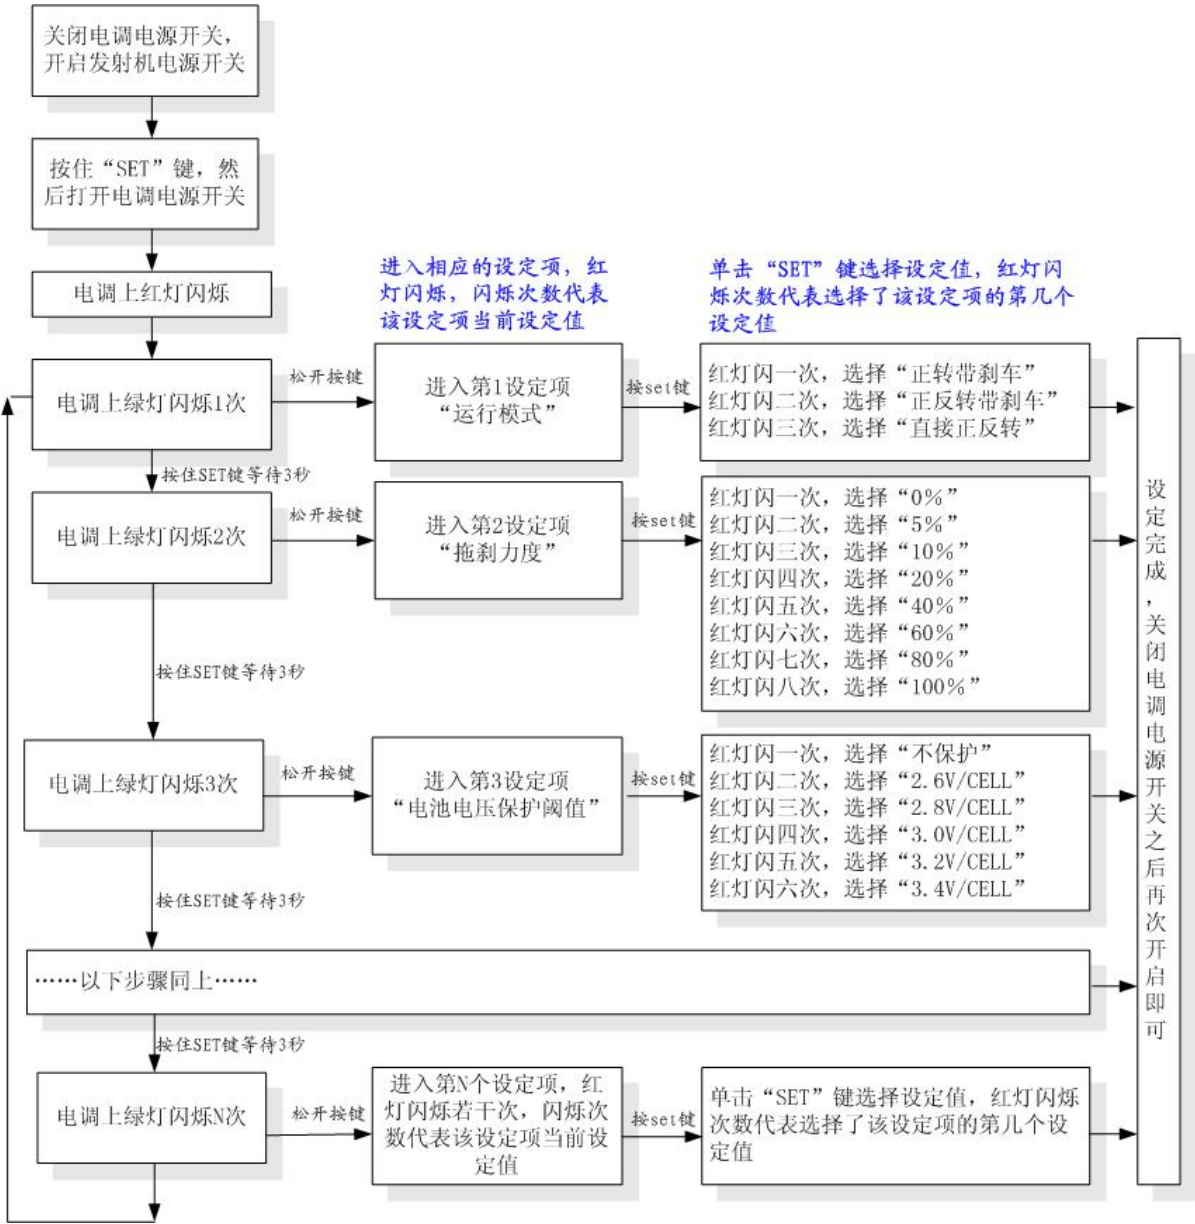 关闭电调电源开关，
开启发射机电源开关
按住“SET”键，然
后打开电调电源开关
电调上红灯闪烁
进入相应的设定项，红
灯闪烁，闪烁次数代表
该设定项当前设定值
单击“SET”键选择设定值，红灯闪
烁次数代表选择了该设定项的第几个
设定值
电调上绿灯闪烁1次
松开按键
进入第1设定项
“运行模式”
按set键
红灯闪一次，选择“正转带刹车”
红灯闪二次，选择“正反转带刹车”
红灯闪三次，选择“直接正反转”
按住SET键等待3秒
电调上绿灯闪烁2次
松开按键
进入第2设定项
“拖刹力度”
按set键
红灯闪一次，选择“0%”
红灯闪二次，选择“5%”
红灯闪三次，选择“10%”
红灯闪四次，选择“20%”
红灯闪五次，选择“40%”
红灯闪六次，选择“60%”
红灯闪七次，选择“80%”
红灯闪八次，选择“100%”
按住SET键等待3秒
电调上绿灯闪烁3次
松开按键
进入第3设定项
“电池电压保护阈值”
按set键
红灯闪一次，选择“不保护”
红灯闪二次，选择“2.6V/CELL”
红灯闪三次，选择“2.8V/CELL”
红灯闪四次，选择“3.0V/CELL”
红灯闪五次，选择“3.2V/CELL”
红灯闪六次，选择“3.4V/CELL”
按住SET键等待3秒
……以下步骤同上……
按住SET键等待3秒
电调上绿灯闪烁N次
松开按键
进入第N个设定项，红
灯闪烁若干次，闪烁次
数代表该设定项当前设
定值
按set键
单击“SET”键选择设定值，红灯闪烁
次数代表选择了该设定项的第几个设
定值
设定完成，关闭电调电源开关之后再次开启即可